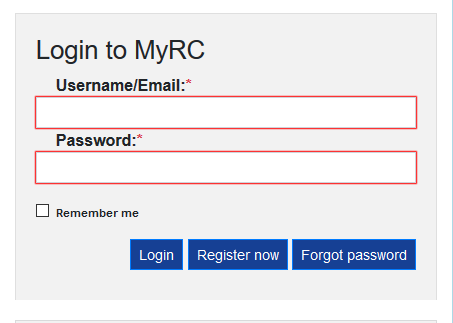 Login to MyRC
Username/Email:*
Password:*
Remember me
Login Register now Forgot password